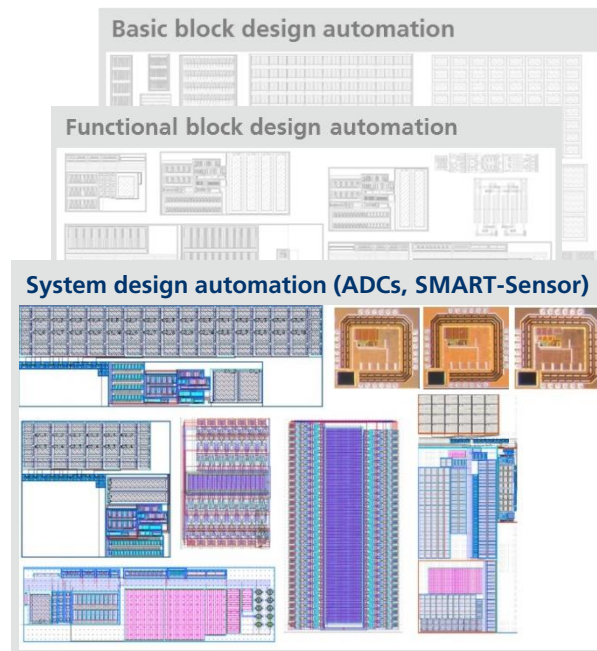 Basic block design automation
Functional block design automation
System design automation (ADCs, SMART-Sensor)